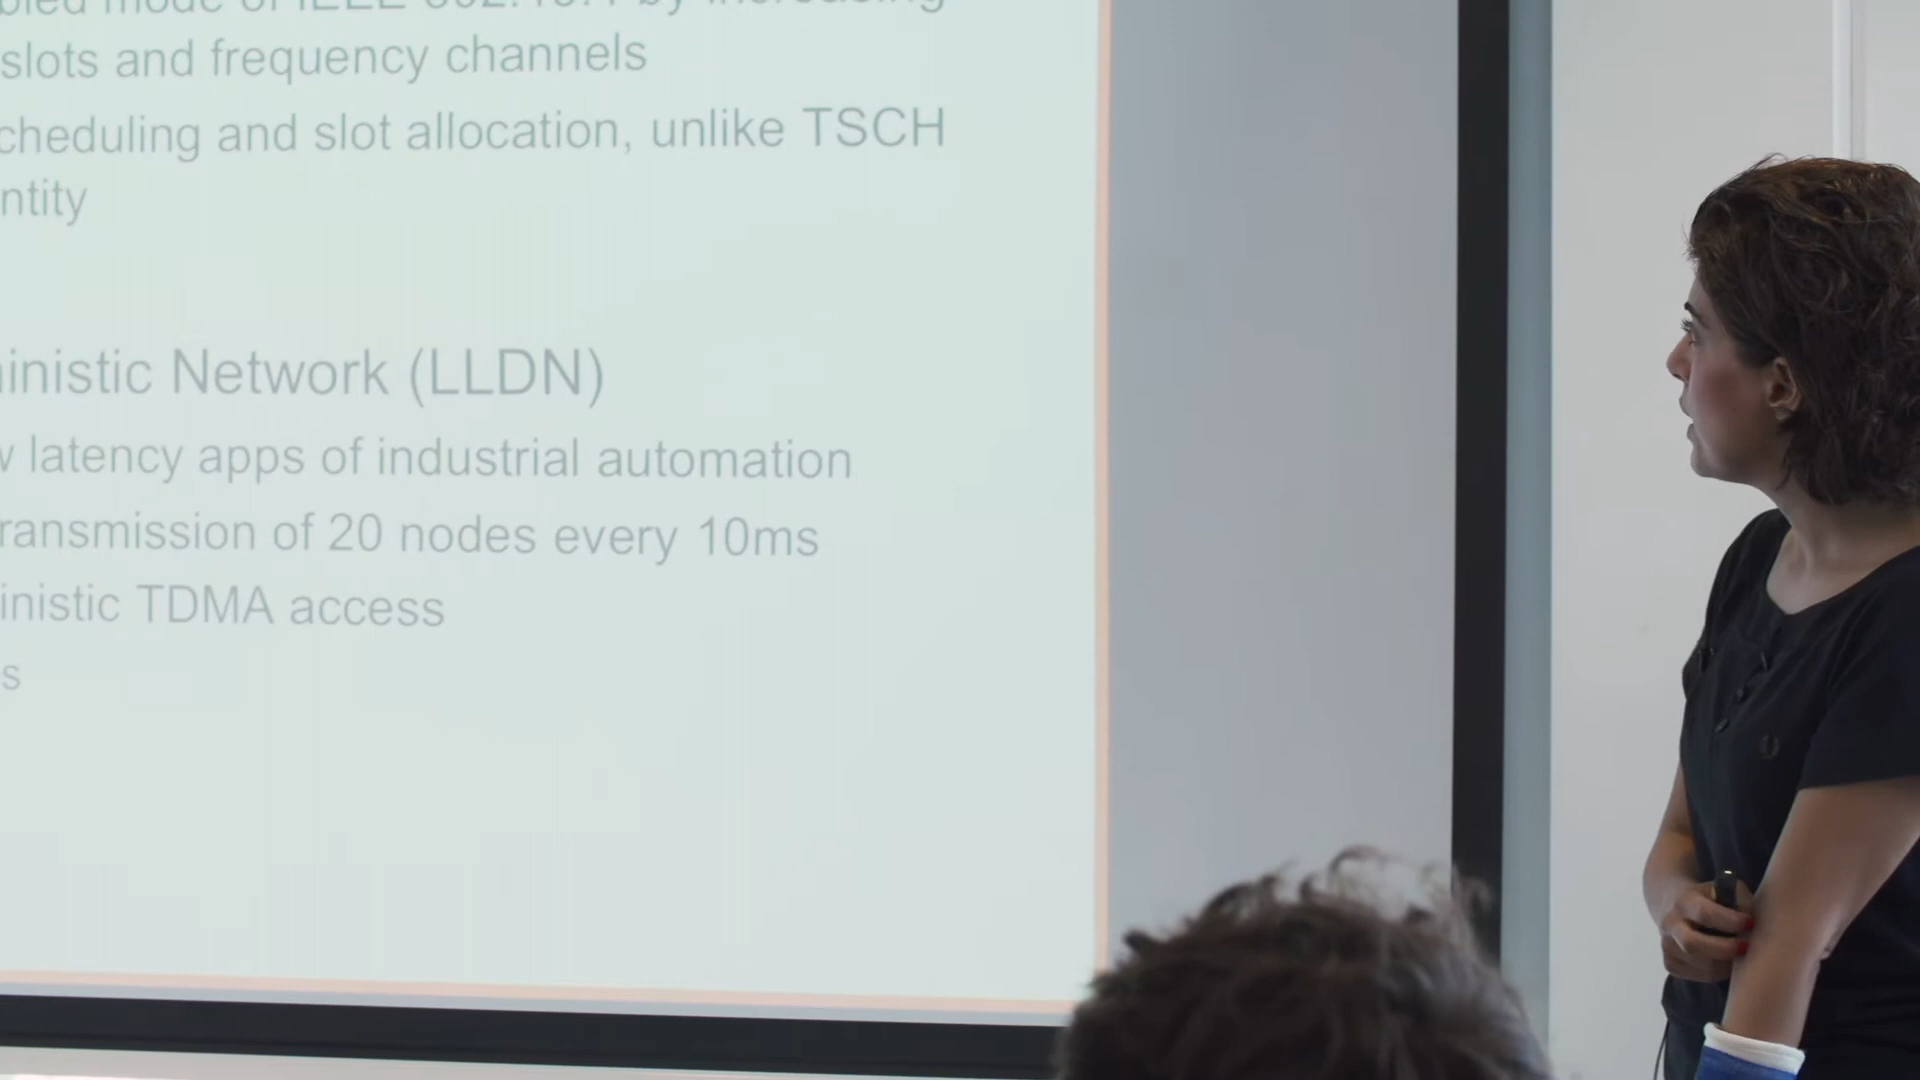 slots and frequency channels
cheduling and slot allocation, unlike TSCH
ntity
inistic Network (LLDN)
w latency apps of industrial automation
ransmission of 20 nodes every 10ms
inistic TDMA access
s